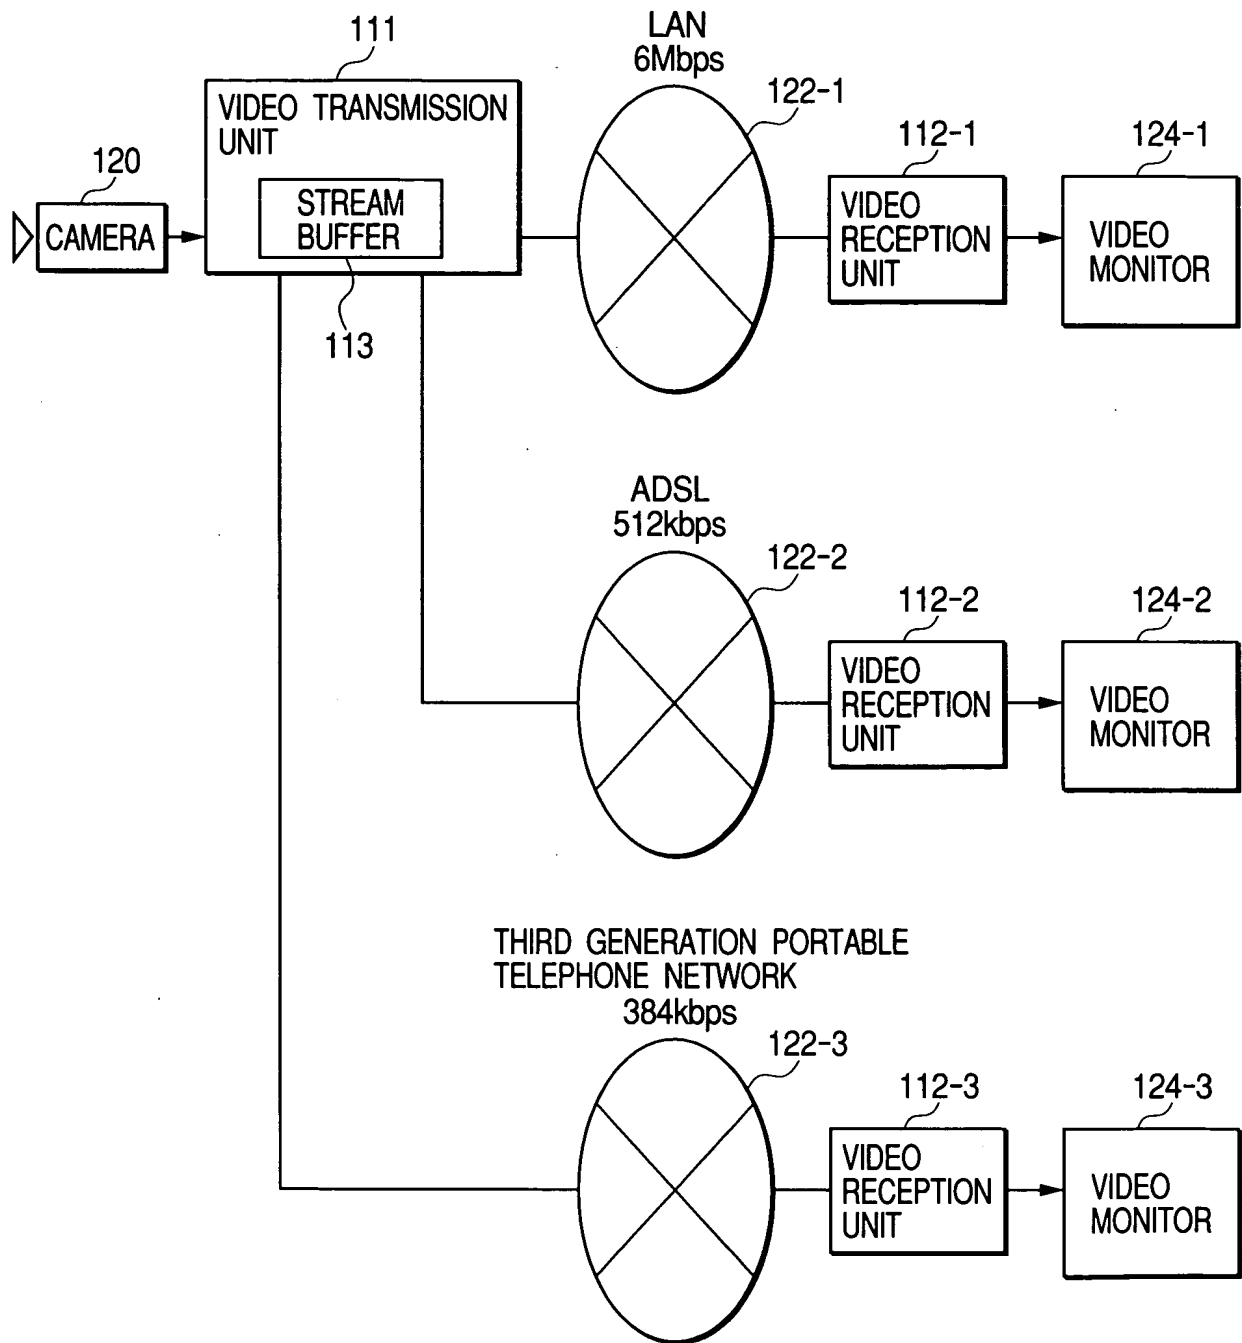 111
VIDEO TRANSMISSION
UNIT
STREAM
BUFFER
113
120
CAMERA
LAN
6Mbps
122-1
112-1
VIDEO
RECEPTION
UNIT
124-1
VIDEO
MONITOR
ADSL
512kbps
122-2
112-2
VIDEO
RECEPTION
UNIT
124-2
VIDEO
MONITOR
THIRD GENERATION PORTABLE
TELEPHONE NETWORK
384kbps
122-3
112-3
VIDEO
RECEPTION
UNIT
124-3
VIDEO
MONITOR